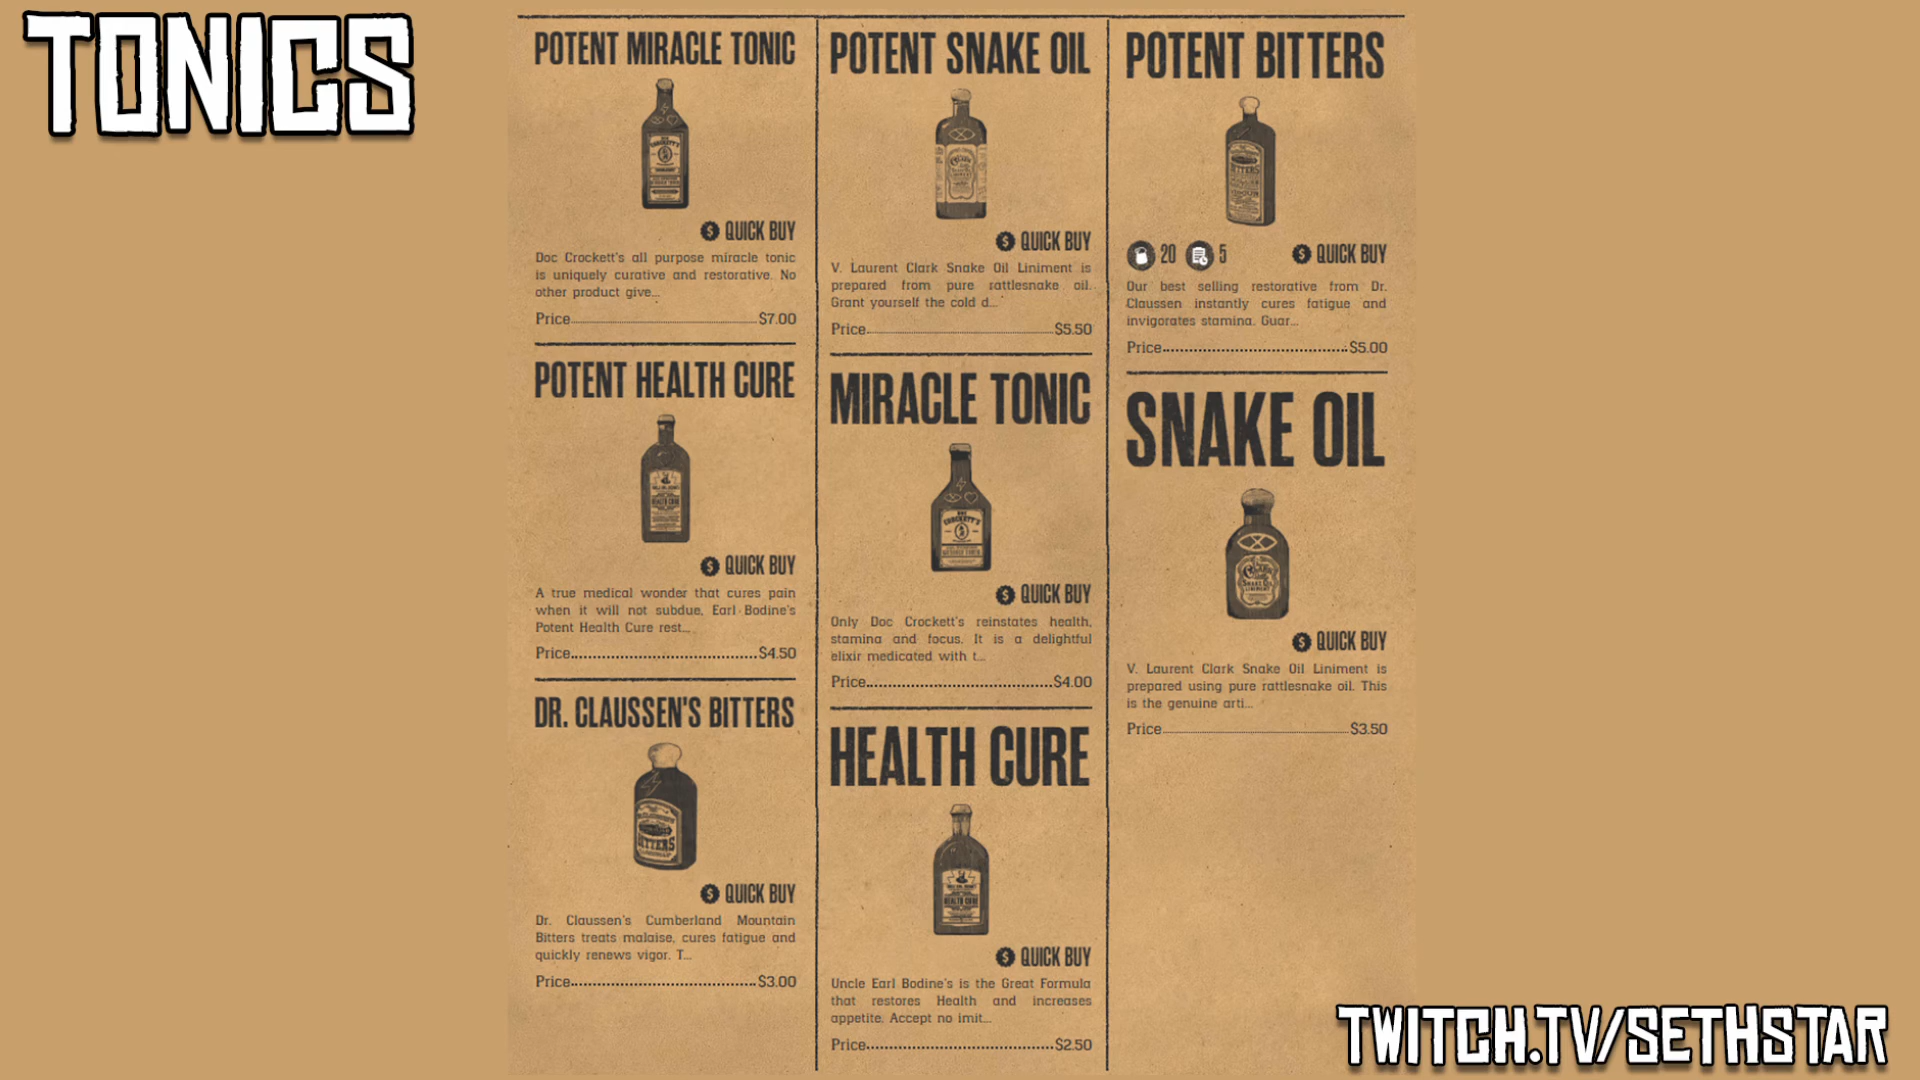 TONICS
POTENT MIRACLE TONIC
QUICK BUY
Doc Crockett's all purpose miracle tonic
is uniquely curative and restorative. No
other product give...
Price....................$7.00
POTENT HEALTH CURE
HEALTH CURE
QUICK BUY
A true medical wonder that cures pain
when it will not subdue, Earl Bodine's
Potent Health Cure rest...
Price....................$4.50
DR. CLAUSSEN'S BITTERS
BITTERS
QUICK BUY
Dr. Claussen's Cumberland Mountain
Bitters treats malaise, cures fatigue and
quickly renews vigor. T...
Price....................$3.00
POTENT SNAKE OIL
QUICK BUY
V. Laurent Clark Snake Oil Liniment is
prepared from pure rattlesnake oil.
Grant yourself the cold d...
Price....................$5.50
MIRACLE TONIC
DOC
CROCKETT'S
QUICK BUY
Only Doc Crockett's reinstates health,
stamina and focus. It is a delightful
elixir medicated with t...
Price....................$4.00
HEALTH CURE
HEALTH CURE
QUICK BUY
Uncle Earl Bodine's is the Great Formula
that restores Health and increases
appetite. Accept no imit...
Price....................$2.50
POTENT BITTERS
BITTERS
20 5 QUICK BUY
Our best selling restorative from Dr.
Claussen instantly cures fatigue and
invigorates stamina. Guar...
Price....................$5.00
SNAKE OIL
QUICK BUY
V. Laurent Clark Snake Oil Liniment is
prepared using pure rattlesnake oil. This
is the genuine arti...
Price....................$3.50
TWITCH.TV/SETHSTAR